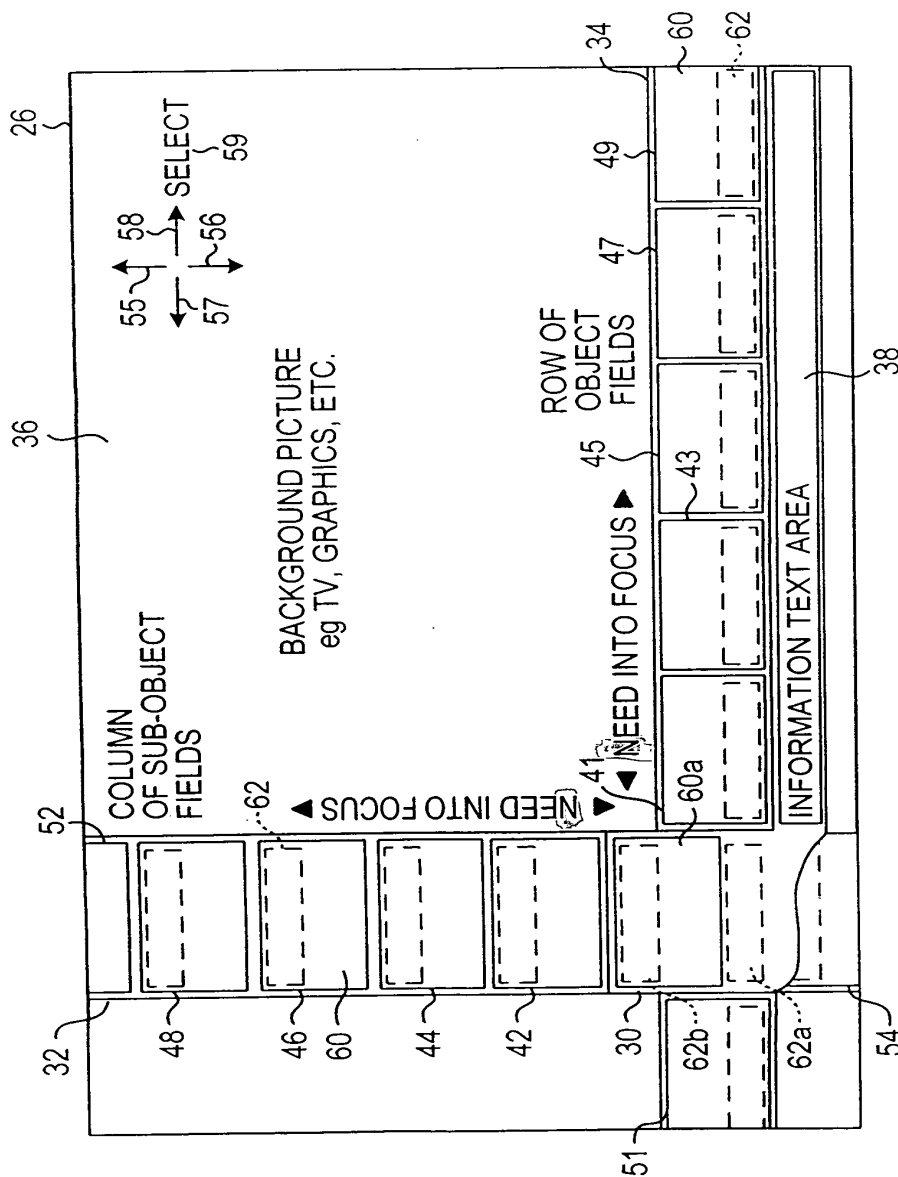 26
36
55
58
SELECT
59
57
56
COLUMN
OF SUB-OBJECT
FIELDS
52
BACKGROUND PICTURE
eg TV, GRAPHICS, ETC.
32
48
62
46
60
44
42
NEED INTO FOCUS
NEED INTO FOCUS
ROW OF
OBJECT
FIELDS
34
41
43
45
47
49
60
62
30
60a
62b
62a
51
54
INFORMATION TEXT AREA
38